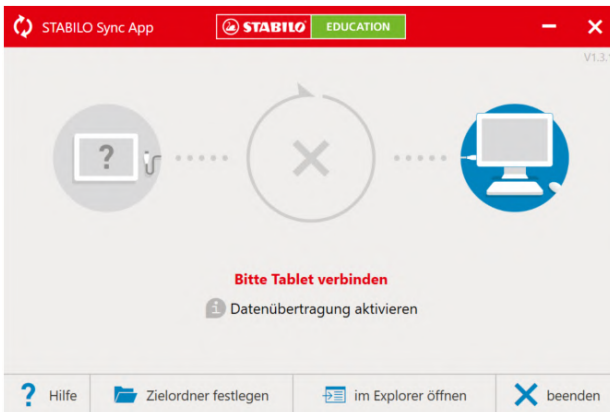 STABILO Sync App
STABILO EDUCATION
V1.3.1
?
Bitte Tablet verbinden
i Datenübertragung aktivieren
? Hilfe
Zielordner festlegen
im Explorer öffnen
beenden